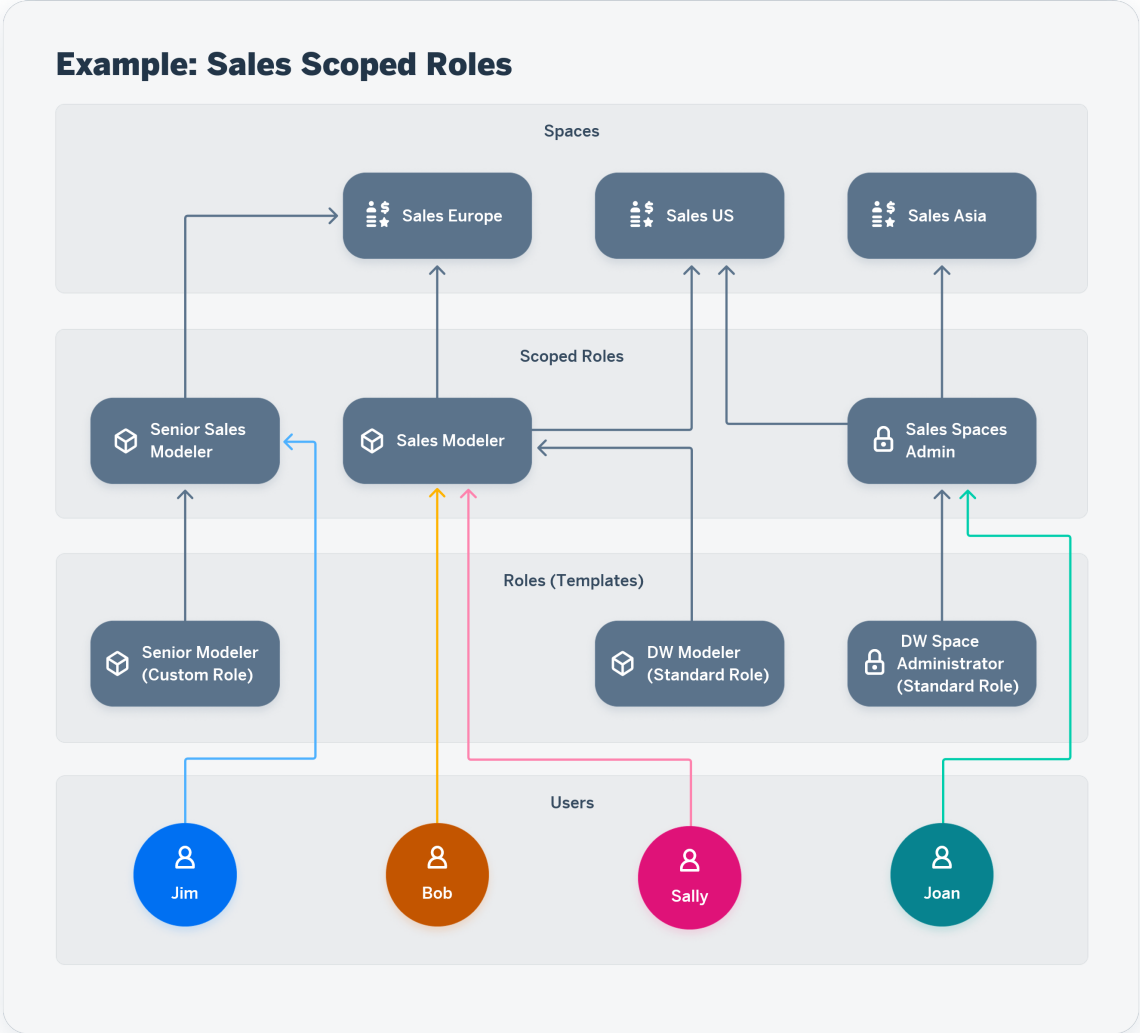 Example: Sales Scoped Roles
Spaces
Sales Europe
Sales US
Sales Asia
Scoped Roles
Senior Sales
Modeler
Sales Modeler
Sales Spaces
Admin
Roles (Templates)
Senior Modeler
(Custom Role)
DW Modeler
(Standard Role)
DW Space
Administrator
(Standard Role)
Users
Jim
Bob
Sally
Joan